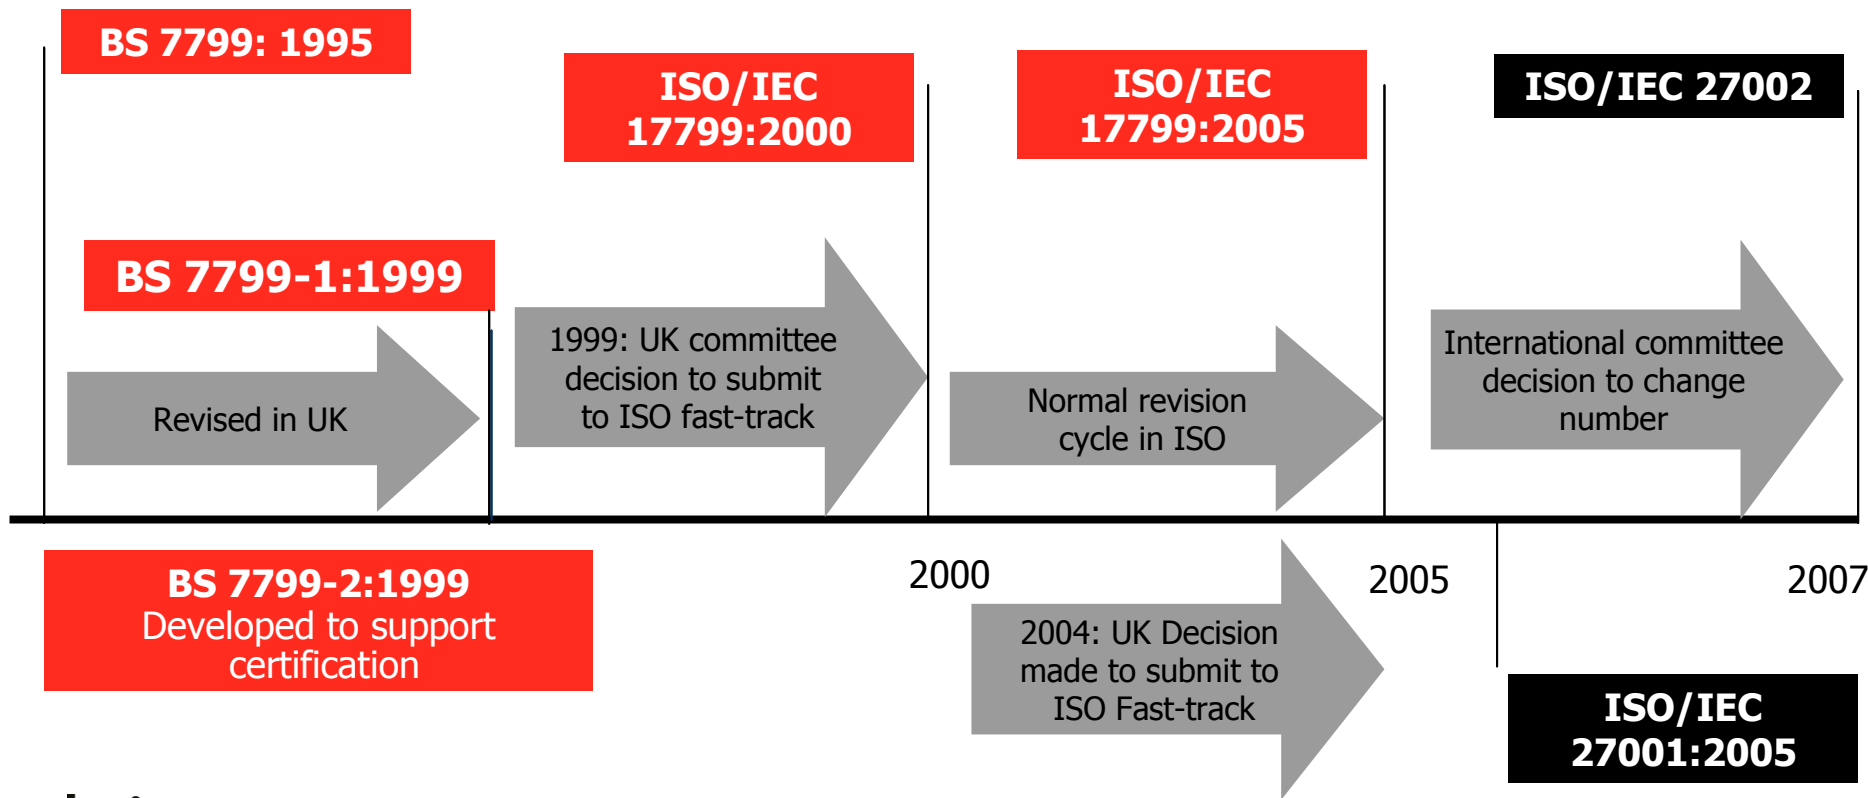 BS 7799: 1995
ISO/IEC
17799:2000
ISO/IEC
17799:2005
ISO/IEC 27002
BS 7799-1:1999
Revised in UK
1999: UK committee
decision to submit
to ISO fast-track
Normal revision
cycle in ISO
International committee
decision to change
number
BS 7799-2:1999
Developed to support
certification
2000
2005
2007
2004: UK Decision
made to submit to
ISO Fast-track
ISO/IEC
27001:2005